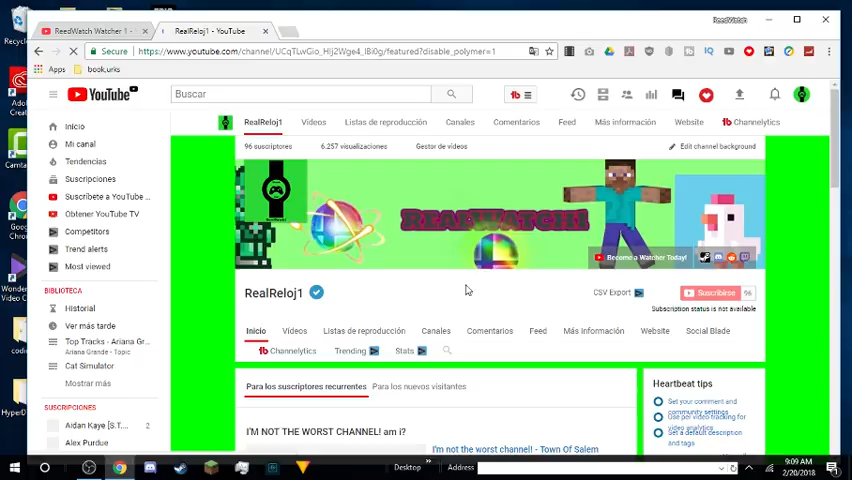 ReedWatch Watcher 1 -
RealReloj1 - YouTube
ReedWatch
Secure
https://www.youtube.com/channel/UCqTLwGio_HIj2Wge4_I8i0g/featured?disable_polymer=1
Apps
book,urks
YouTube
Buscar
RealReloj1 Vídeos Listas de reproducción Canales Comentarios Feed Más información Website Channelytics
96 suscriptores 6.257 visualizaciones Gestor de vídeos Edit channel background
REALWATCH!
Become a Watcher Today!
RealReloj1
CSV Export
Suscribirse 96
Subscription status is not available
Inicio Vídeos Listas de reproducción Canales Comentarios Feed Más información Website Social Blade
Channelytics Trending Stats
Para los suscriptores recurrentes Para los nuevos visitantes
I'M NOT THE WORST CHANNEL! am i?
I'm not the worst channel! - Town Of Salem
Heartbeat tips
Set your comment and
community settings
Use per video tracking for
video analytics
Set a default description
and tags
Inicio
Mi canal
Tendencias
Suscripciones
Suscríbete a YouTube ...
Obtener YouTube TV
Competitors
Trend alerts
Most viewed
BIBLIOTECA
Historial
Ver más tarde
Top Tracks - Ariana Gr...
Ariana Grande - Topic
Cat Simulator
Mostrar más
SUSCRIPCIONES
Aidan Kaye [S.T.... 2
Alex Purdue
Desktop
Address
9:09 AM
2/20/2018